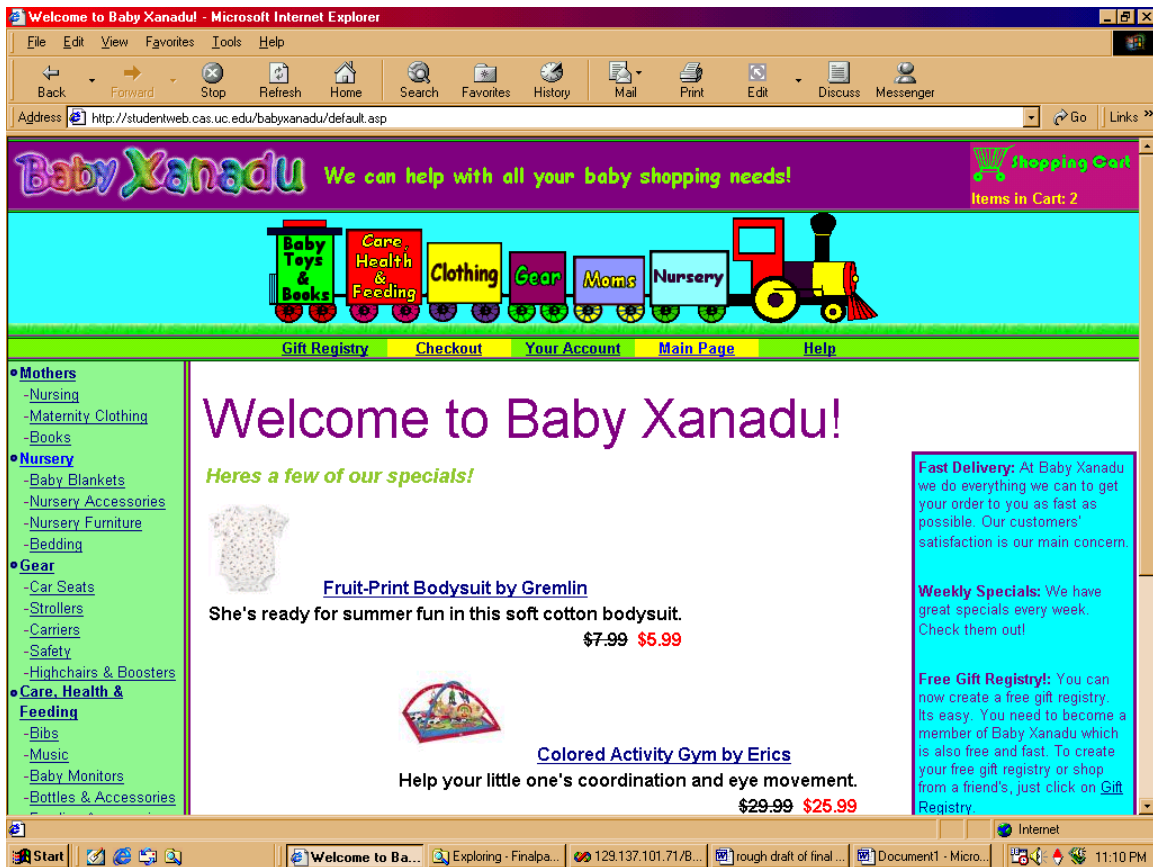 Welcome to Baby Xanadu! - Microsoft Internet Explorer
File Edit View Favorites Tools Help
Back Forward Stop Refresh Home Search Favorites History Mail Print Edit Discuss Messenger
Address http://studentweb.cas.uc.edu/babyxanadu/default.asp Go Links »
Baby Xanadu We can help with all your baby shopping needs!
Shopping Cart
Items in Cart: 2
Baby
Toys
&
Books
Care,
Health
&
Feeding
Clothing
Gear
Moms
Nursery
Gift Registry Checkout Your Account Main Page Help
Mothers
-Nursing
-Maternity Clothing
-Books
Nursery
-Baby Blankets
-Nursery Accessories
-Nursery Furniture
-Bedding
Gear
-Car Seats
-Strollers
-Carriers
-Safety
-Highchairs & Boosters
Care, Health &
Feeding
-Bibs
-Music
-Baby Monitors
-Bottles & Accessories
Welcome to Baby Xanadu!
Heres a few of our specials!
Fruit-Print Bodysuit by Gremlin
She's ready for summer fun in this soft cotton bodysuit.
$7.99 $5.99
Colored Activity Gym by Erics
Help your little one's coordination and eye movement.
$29.99 $25.99
Fast Delivery: At Baby Xanadu
we do everything we can to get
your order to you as fast as
possible. Our customers'
satisfaction is our main concern.
Weekly Specials: We have
great specials every week.
Check them out!
Free Gift Registry!: You can
now create a free gift registry.
Its easy. You need to become a
member of Baby Xanadu which
is also free and fast. To create
your free gift registry or shop
from a friend's, just click on Gift
Registry.
Internet
Start Welcome to Ba... Exploring - Finalpa... 129.137.101.71/B... rough draft of final ... Document1 - Micro... 11:10 PM